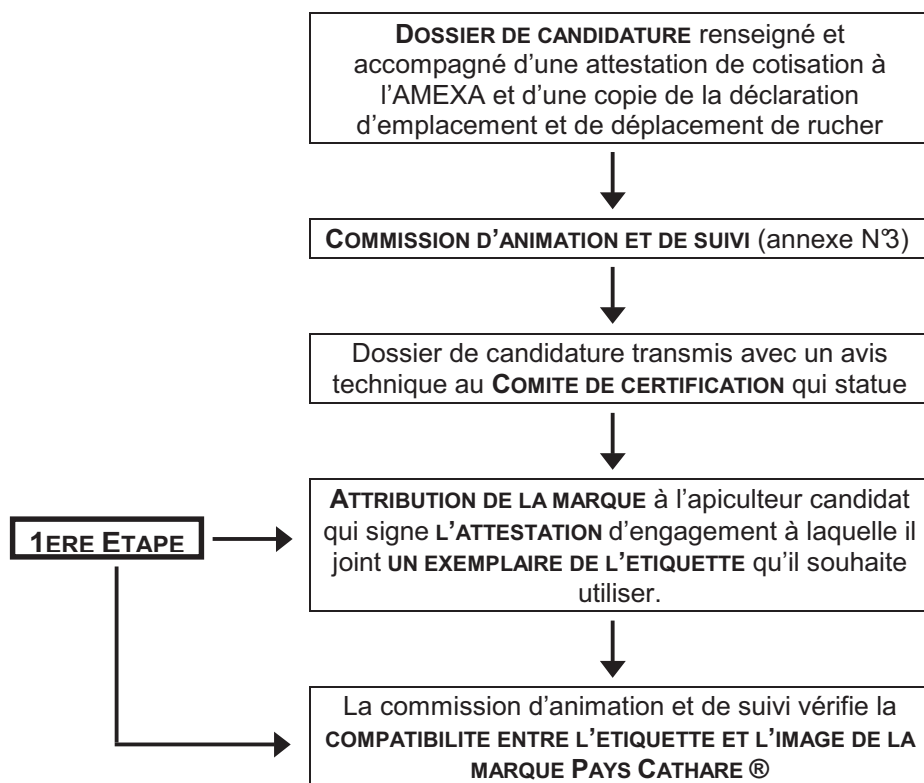 DOSSIER DE CANDIDATURE renseigné et
accompagné d'une attestation de cotisation à
l'AMEXA et d'une copie de la déclaration
d'emplacement et de déplacement de rucher
COMMISSION D'ANIMATION ET DE SUIVI (annexe N°3)
Dossier de candidature transmis avec un avis
technique au COMITE DE CERTIFICATION qui statue
1ERE ETAPE
ATTRIBUTION DE LA MARQUE à l'apiculteur candidat
qui signe L'ATTESTATION d'engagement à laquelle il
joint UN EXEMPLAIRE DE L'ETIQUETTE qu'il souhaite
utiliser.
La commission d'animation et de suivi vérifie la
COMPATIBILITE ENTRE L'ETIQUETTE ET L'IMAGE DE LA
MARQUE PAYS CATHARE ®